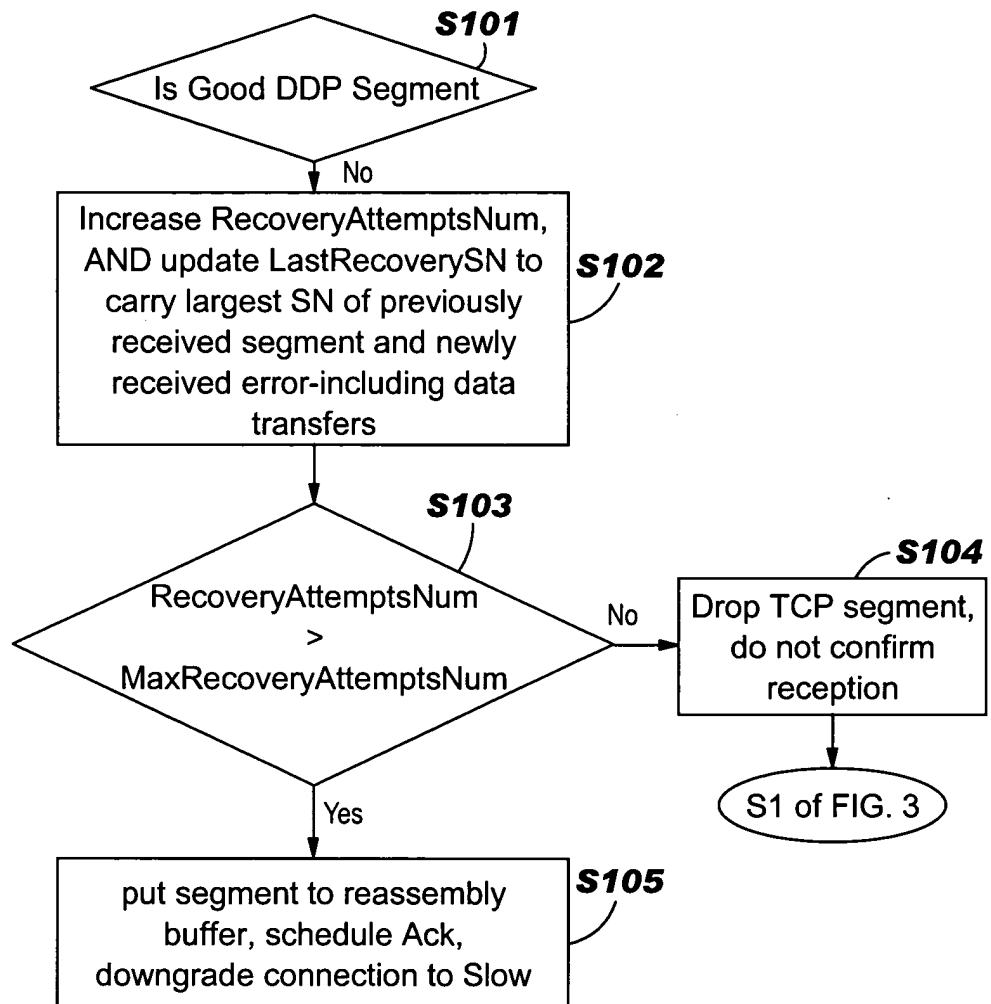 S101
Is Good DDP Segment
No
Increase RecoveryAttemptsNum,
AND update LastRecoverySN to
carry largest SN of previously
received segment and newly
received error-including data
transfers
S102
S103
RecoveryAttemptsNum
>
MaxRecoveryAttemptsNum
No
S104
Drop TCP segment,
do not confirm
reception
S1 of FIG. 3
Yes
S105
put segment to reassembly
buffer, schedule Ack,
downgrade connection to Slow